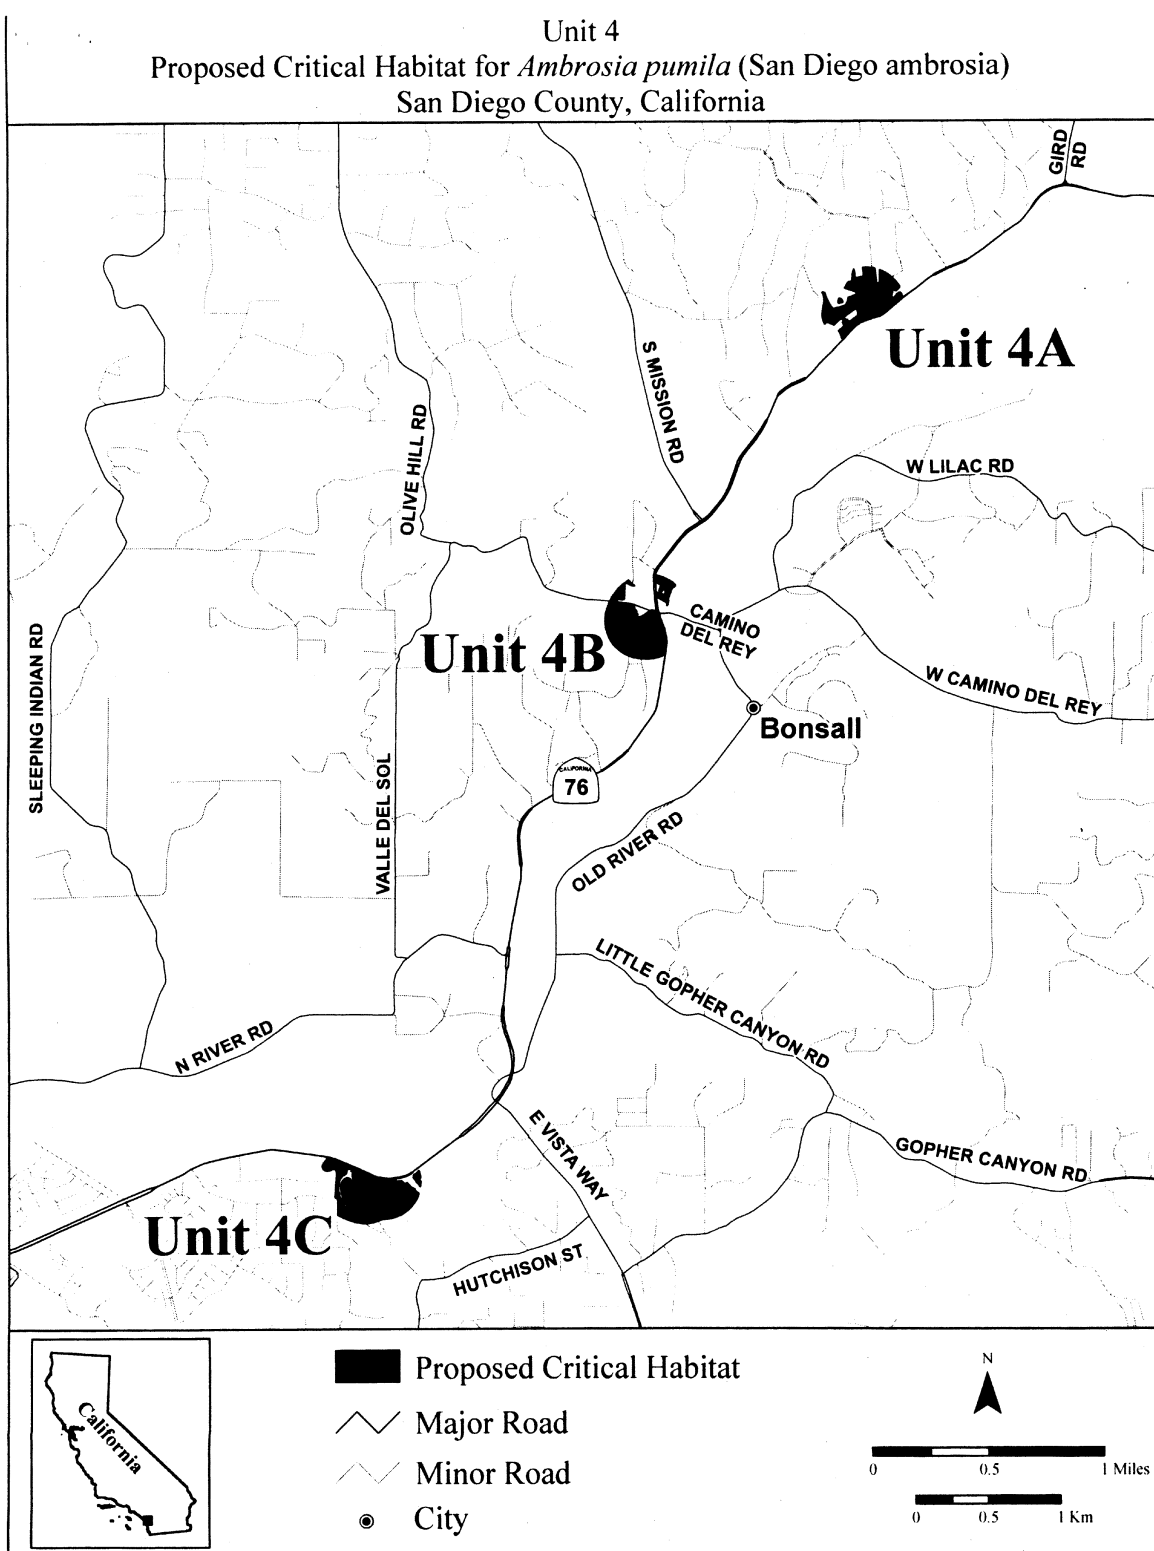 Unit 4
Proposed Critical Habitat for Ambrosia pumila (San Diego ambrosia)
San Diego County, California
GIRD
RD
Unit 4A
S MISSION RD
OLIVE HILL RD
W LILAC RD
CAMINO
DEL REY
Unit 4B
SLEEPING INDIAN RD
W CAMINO DEL REY
Bonsall
CALIFORNIA
76
VALLE DEL SOL
OLD RIVER RD
LITTLE GOPHER CANYON RD
N RIVER RD
E VISTA WAY
GOPHER CANYON RD
Unit 4C
HUTCHISON ST
California
Proposed Critical Habitat
Major Road
Minor Road
City
N
0 0.5 1 Miles
0 0.5 1 Km